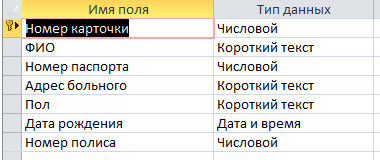 Имя поля Тип данных
Номер карточки Числовой
ФИО Короткий текст
Номер паспорта Числовой
Адрес больного Короткий текст
Пол Короткий текст
Дата рождения Дата и время
Номер полиса Числовой